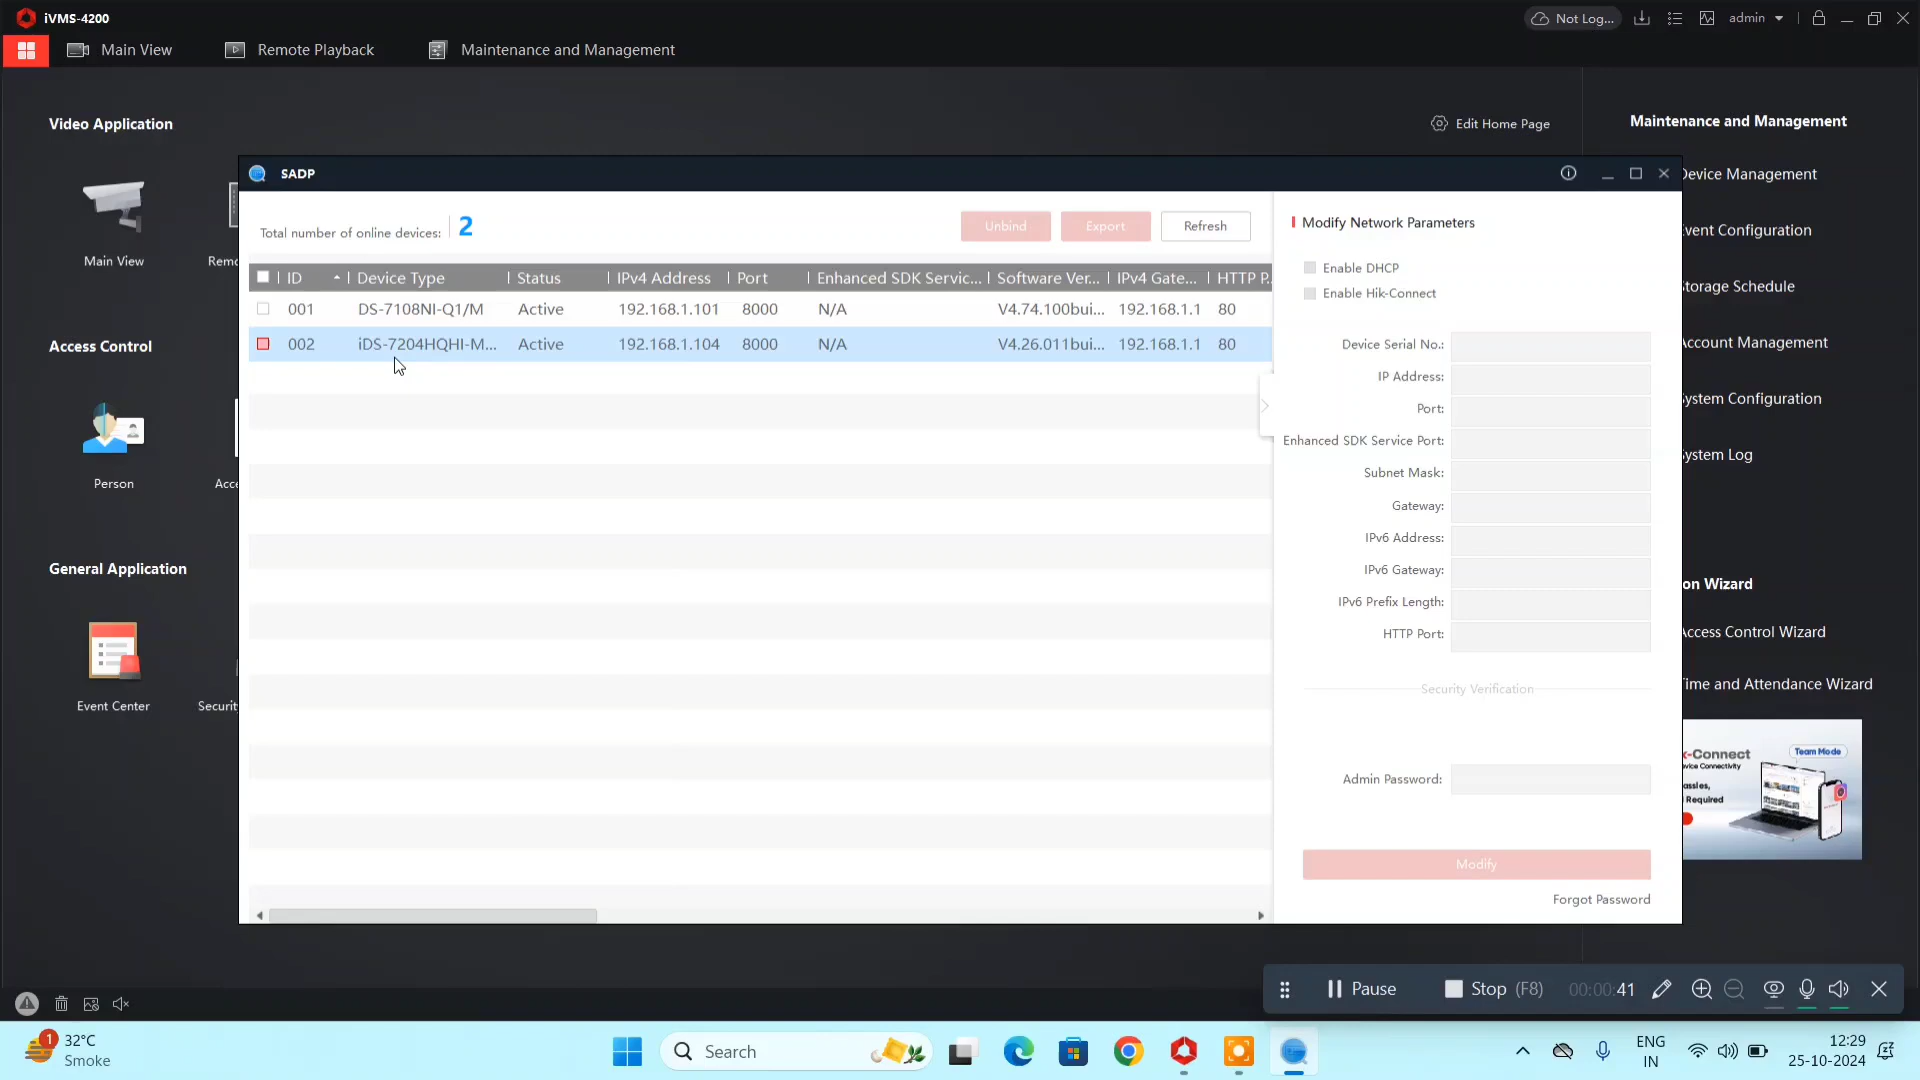 iVMS-4200
Not Log...
admin
Main View
Remote Playback
Maintenance and Management
Video Application
Edit Home Page
Main View
Access Control
Person
General Application
Event Center
SADP
Total number of online devices: 2
Unbind
Export
Refresh
ID Device Type Status IPv4 Address Port Enhanced SDK Servic... Software Ver... IPv4 Gate... HTTP P
001 DS-7108NI-Q1/M Active 192.168.1.101 8000 N/A V4.74.100bui... 192.168.1.1 80
002 iDS-7204HQHI-M... Active 192.168.1.104 8000 N/A V4.26.011bui... 192.168.1.1 80
Modify Network Parameters
Enable DHCP
Enable Hik-Connect
Device Serial No.:
IP Address:
Port:
Enhanced SDK Service Port:
Subnet Mask:
Gateway:
IPv6 Address:
IPv6 Gateway:
IPv6 Prefix Length:
HTTP Port:
Security Verification
Admin Password:
Modify
Forgot Password
Maintenance and Management
Device Management
Event Configuration
Storage Schedule
Account Management
System Configuration
System Log
on Wizard
Access Control Wizard
Time and Attendance Wizard
k-Connect
Team Mode
Required
Pause
Stop (F8)
00:00:41
1
32°C
Smoke
Search
ENG
IN
12:29
25-10-2024